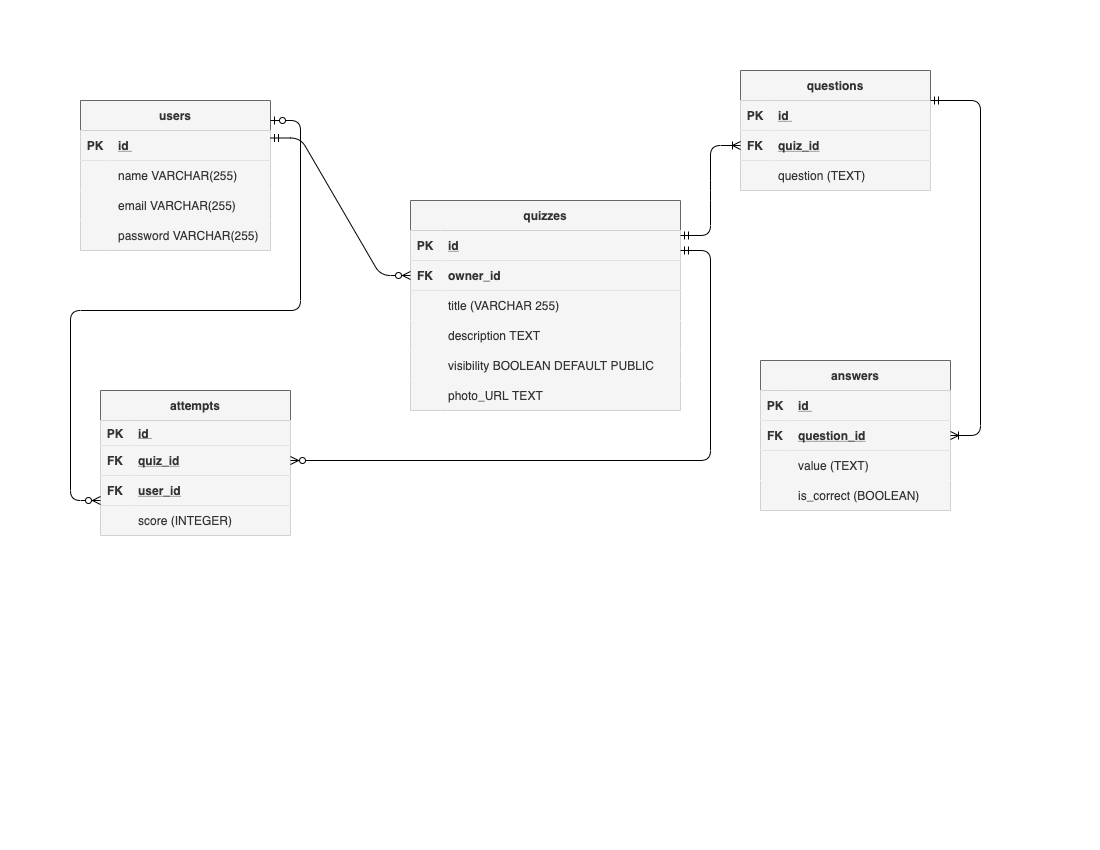 users
PK id
name VARCHAR(255)
email VARCHAR(255)
password VARCHAR(255)
quizzes
PK id
FK owner_id
title (VARCHAR 255)
description TEXT
visibility BOOLEAN DEFAULT PUBLIC
photo_URL TEXT
questions
PK id
FK quiz_id
question (TEXT)
attempts
PK id
FK quiz_id
FK user_id
score (INTEGER)
answers
PK id
FK question_id
value (TEXT)
is_correct (BOOLEAN)